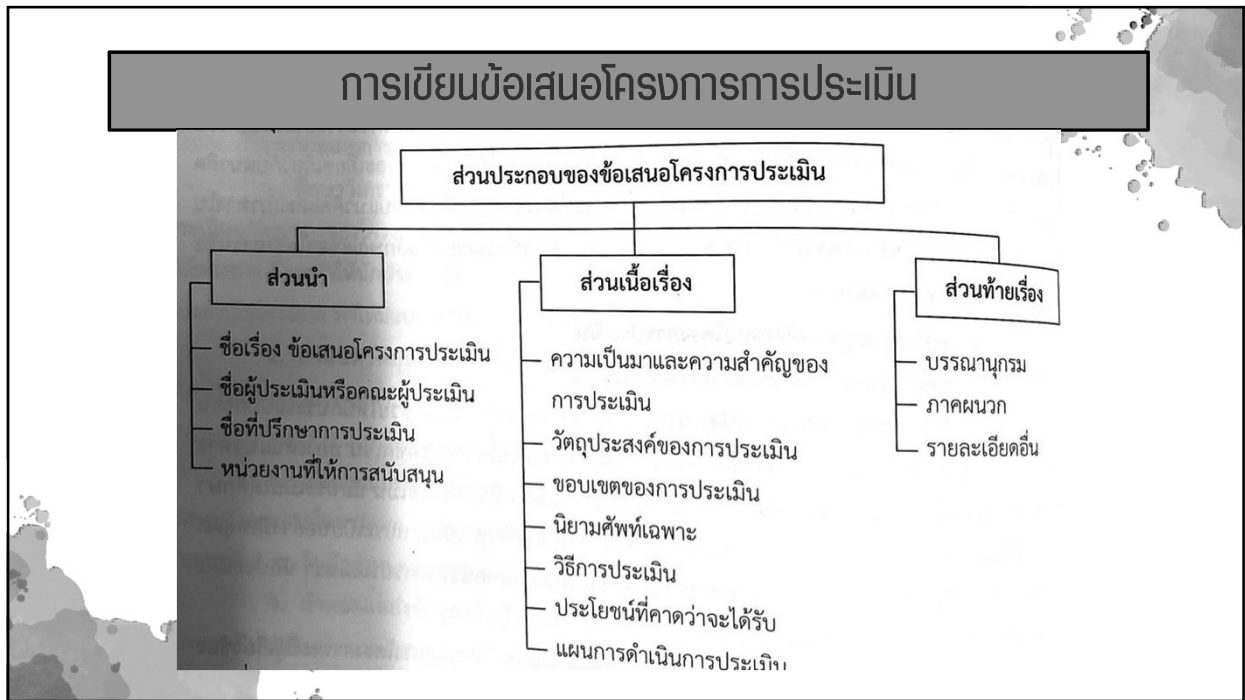 การเขียนข้อเสนอโครงการการประเมิน
ส่วนประกอบของข้อเสนอโครงการประเมิน
ส่วนนำ
ชื่อเรื่อง ข้อเสนอโครงการประเมิน
ชื่อผู้ประเมินหรือคณะผู้ประเมิน
ชื่อที่ปรึกษาการประเมิน
หน่วยงานที่ให้การสนับสนุน
ส่วนเนื้อเรื่อง
ความเป็นมาและความสำคัญของ
การประเมิน
วัตถุประสงค์ของการประเมิน
ขอบเขตของการประเมิน
นิยามศัพท์เฉพาะ
วิธีการประเมิน
ประโยชน์ที่คาดว่าจะได้รับ
แผนการดำเนินการประเมิน
ส่วนท้ายเรื่อง
บรรณานุกรม
ภาคผนวก
รายละเอียดอื่น